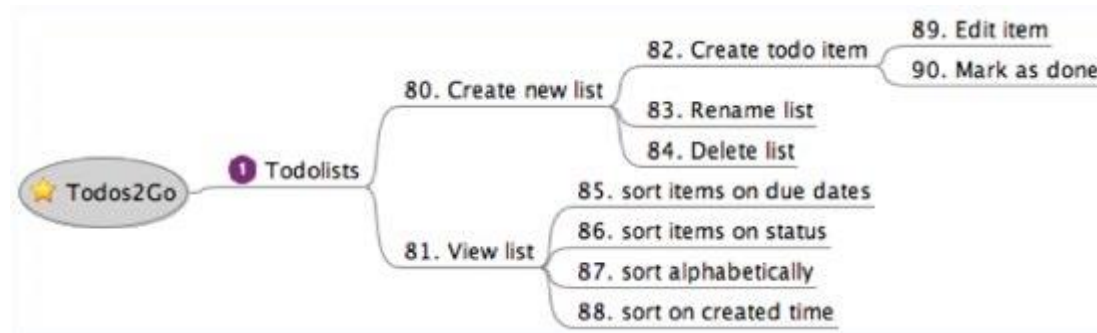 Todos2Go
1 Todolists
80. Create new list
82. Create todo item
89. Edit item
90. Mark as done
83. Rename list
84. Delete list
81. View list
85. sort items on due dates
86. sort items on status
87. sort alphabetically
88. sort on created time